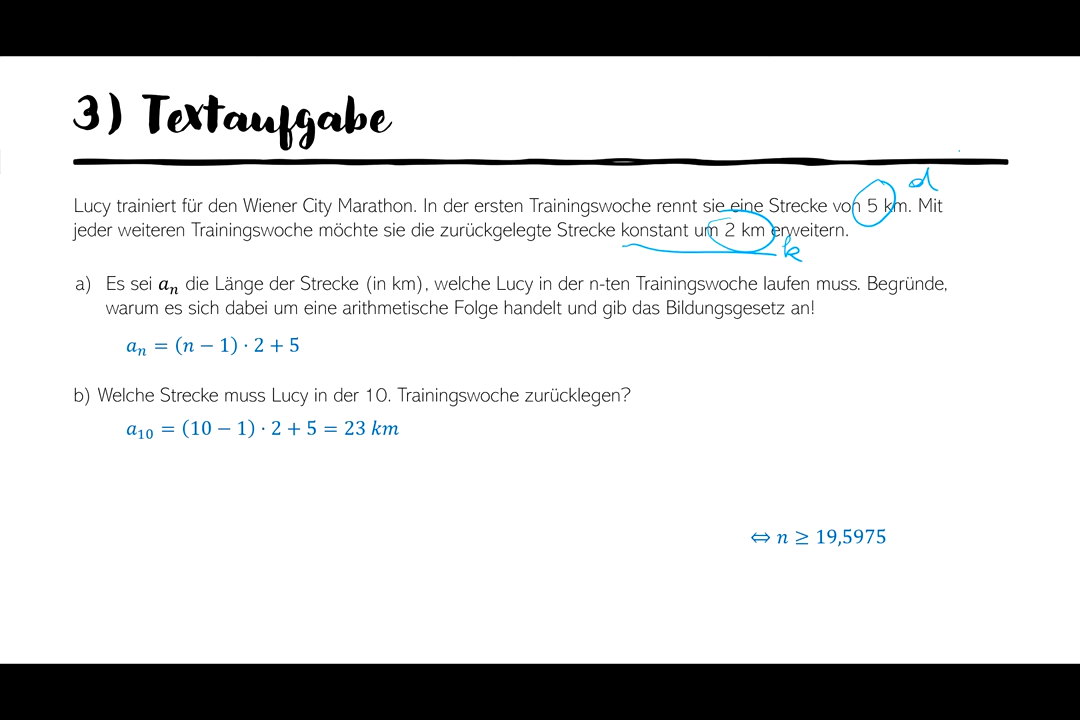 3) Textaufgabe
d
Lucy trainiert für den Wiener City Marathon. In der ersten Trainingswoche rennt sie eine Strecke von 5 km. Mit
jeder weiteren Trainingswoche möchte sie die zurückgelegte Strecke konstant um 2 km erweitern.
k
a) Es sei aₙ die Länge der Strecke (in km), welche Lucy in der n-ten Trainingswoche laufen muss. Begründe,
warum es sich dabei um eine arithmetische Folge handelt und gib das Bildungsgesetz an!
aₙ = (n − 1) · 2 + 5
b) Welche Strecke muss Lucy in der 10. Trainingswoche zurücklegen?
a₁₀ = (10 − 1) · 2 + 5 = 23 km
⇔ n ≥ 19,5975